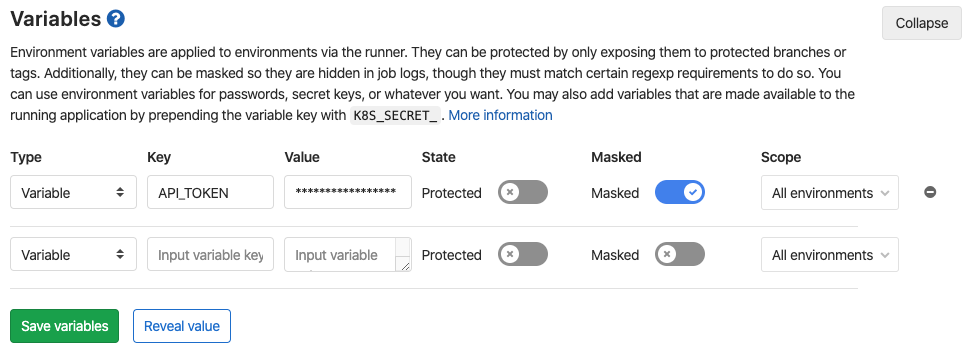 Variables ?
Collapse
Environment variables are applied to environments via the runner. They can be protected by only exposing them to protected branches or
tags. Additionally, they can be masked so they are hidden in job logs, though they must match certain regexp requirements to do so. You
can use environment variables for passwords, secret keys, or whatever you want. You may also add variables that are made available to the
running application by prepending the variable key with K8S_SECRET_. More information
Type Key Value State Masked Scope
Variable API_TOKEN ***************** Protected Masked All environments
Variable Input variable key Input variable Protected Masked All environments
Save variables Reveal value